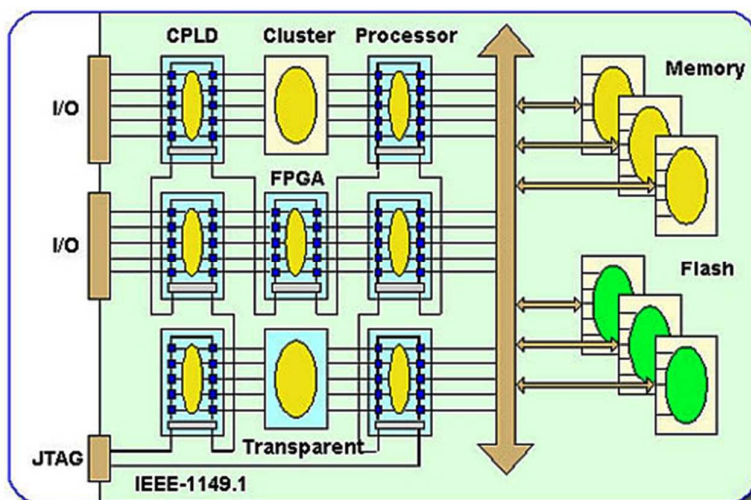 CPLD Cluster Processor
I/O
Memory
FPGA
I/O
Flash
Transparent
JTAG
IEEE-1149.1